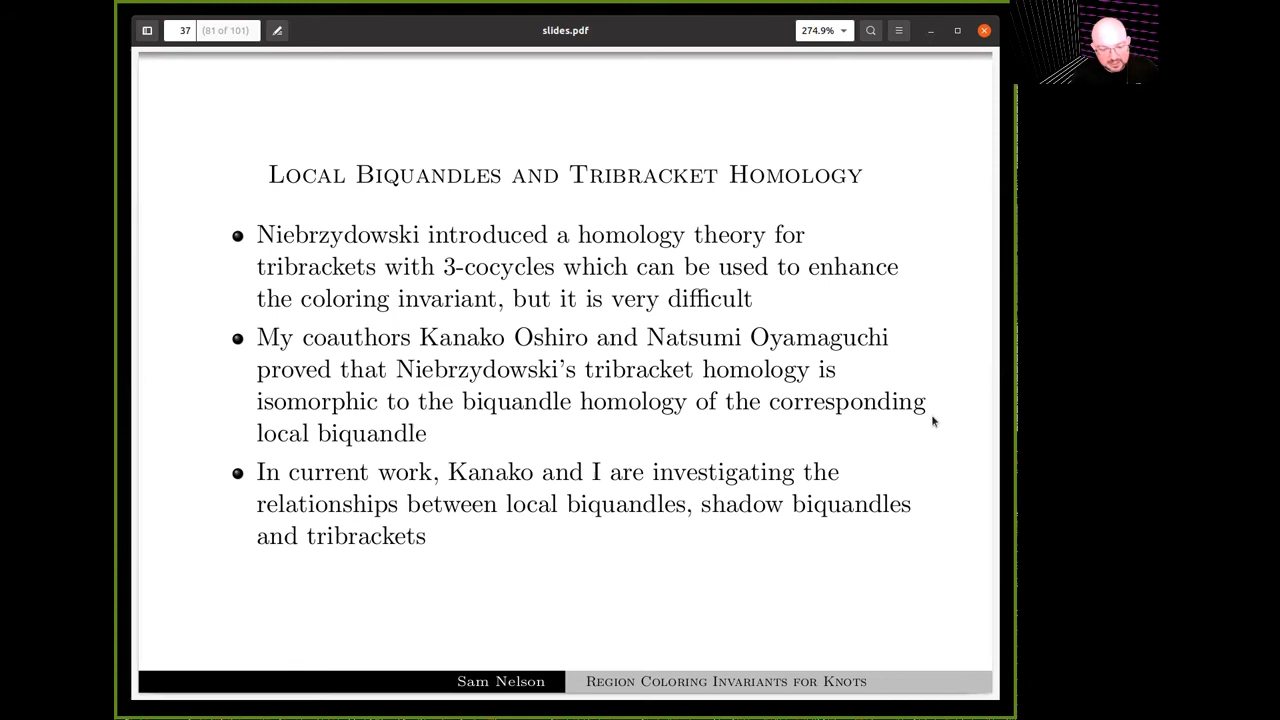 37
(81 of 101)
slides.pdf
274.9%
Local Biquandles and Tribracket Homology
Niebrzydowski introduced a homology theory for
tribrackets with 3-cocycles which can be used to enhance
the coloring invariant, but it is very difficult
My coauthors Kanako Oshiro and Natsumi Oyamaguchi
proved that Niebrzydowski's tribracket homology is
isomorphic to the biquandle homology of the corresponding
local biquandle
In current work, Kanako and I are investigating the
relationships between local biquandles, shadow biquandles
and tribrackets
Sam Nelson
Region Coloring Invariants for Knots